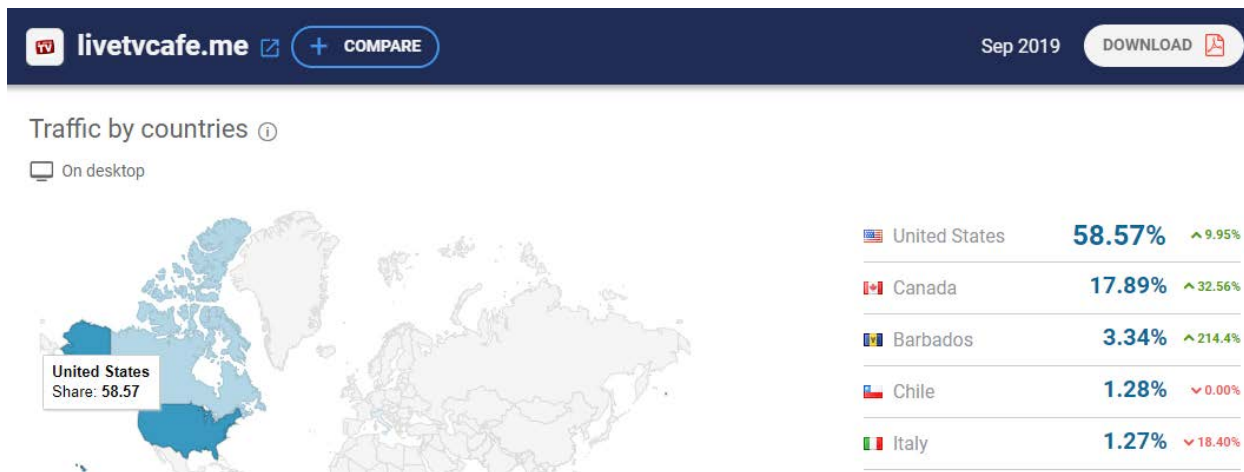 TV livetvcafe.me + COMPARE Sep 2019 DOWNLOAD
Traffic by countries
On desktop
United States 58.57% 9.95%
Canada 17.89% 32.56%
Barbados 3.34% 214.4%
Chile 1.28% 0.00%
Italy 1.27% 18.40%
United States
Share: 58.57